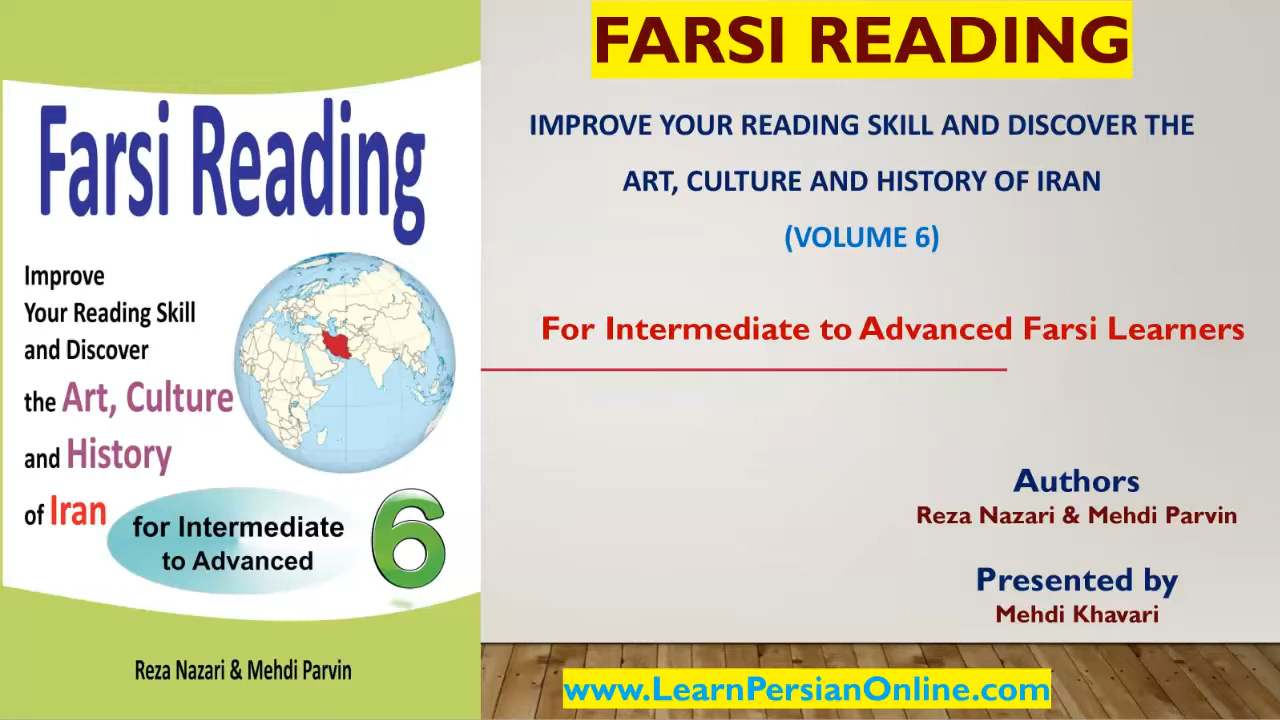 Farsi Reading
Improve
Your Reading Skill
and Discover
the Art, Culture
and History
of Iran
for Intermediate
to Advanced
6
Reza Nazari & Mehdi Parvin
FARSI READING
IMPROVE YOUR READING SKILL AND DISCOVER THE
ART, CULTURE AND HISTORY OF IRAN
(VOLUME 6)
For Intermediate to Advanced Farsi Learners
Authors
Reza Nazari & Mehdi Parvin
Presented by
Mehdi Khavari
www.LearnPersianOnline.com